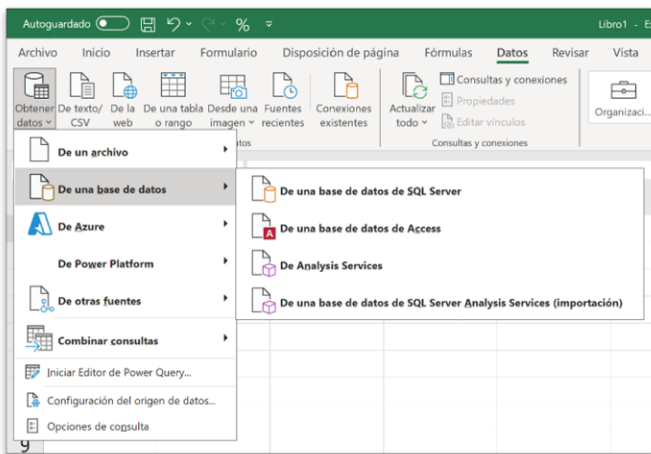 Autoguardado
%
Libro1 - E
Archivo Inicio Insertar Formulario Disposición de página Fórmulas Datos Revisar Vista
Obtener datos
De texto/ CSV
De la web
De una tabla o rango
Desde una imagen
Fuentes recientes
Conexiones existentes
Actualizar todo
Consultas y conexiones
Propiedades
Editar vínculos
Organizaci...
Consultas y conexiones
De un archivo
De una base de datos
De Azure
De Power Platform
De otras fuentes
Combinar consultas
Iniciar Editor de Power Query...
Configuración del origen de datos...
Opciones de consulta
De una base de datos de SQL Server
A
De una base de datos de Access
De Analysis Services
De una base de datos de SQL Server Analysis Services (importación)
9